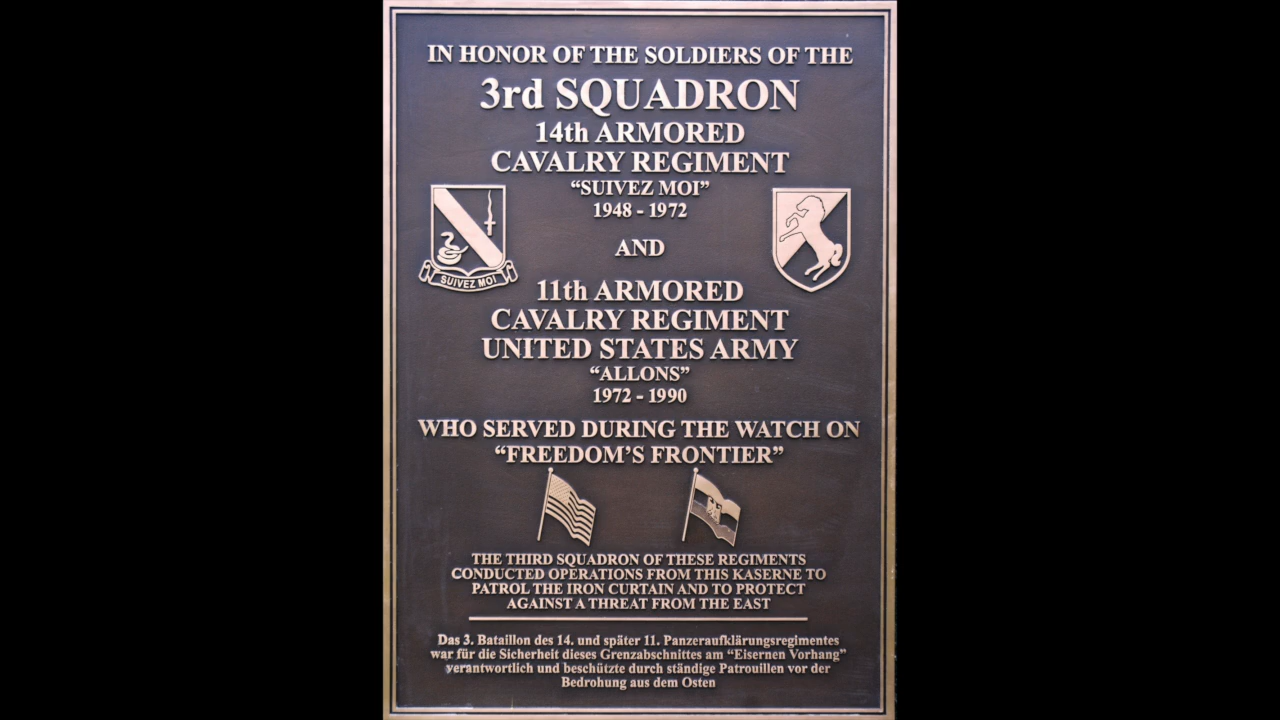 IN HONOR OF THE SOLDIERS OF THE
3rd SQUADRON
14th ARMORED
CAVALRY REGIMENT
“SUIVEZ MOI”
1948 - 1972
SUIVEZ MOI
AND
11th ARMORED
CAVALRY REGIMENT
UNITED STATES ARMY
“ALLONS”
1972 - 1990
WHO SERVED DURING THE WATCH ON
“FREEDOM’S FRONTIER”
THE THIRD SQUADRON OF THESE REGIMENTS
CONDUCTED OPERATIONS FROM THIS KASERNE TO
PATROL THE IRON CURTAIN AND TO PROTECT
AGAINST A THREAT FROM THE EAST
Das 3. Bataillon des 14. und später 11. Panzeraufklärungsregimentes
war für die Sicherheit dieses Grenzabschnittes am “Eisernen Vorhang”
verantwortlich und beschützte durch ständige Patrouillen vor der
Bedrohung aus dem Osten